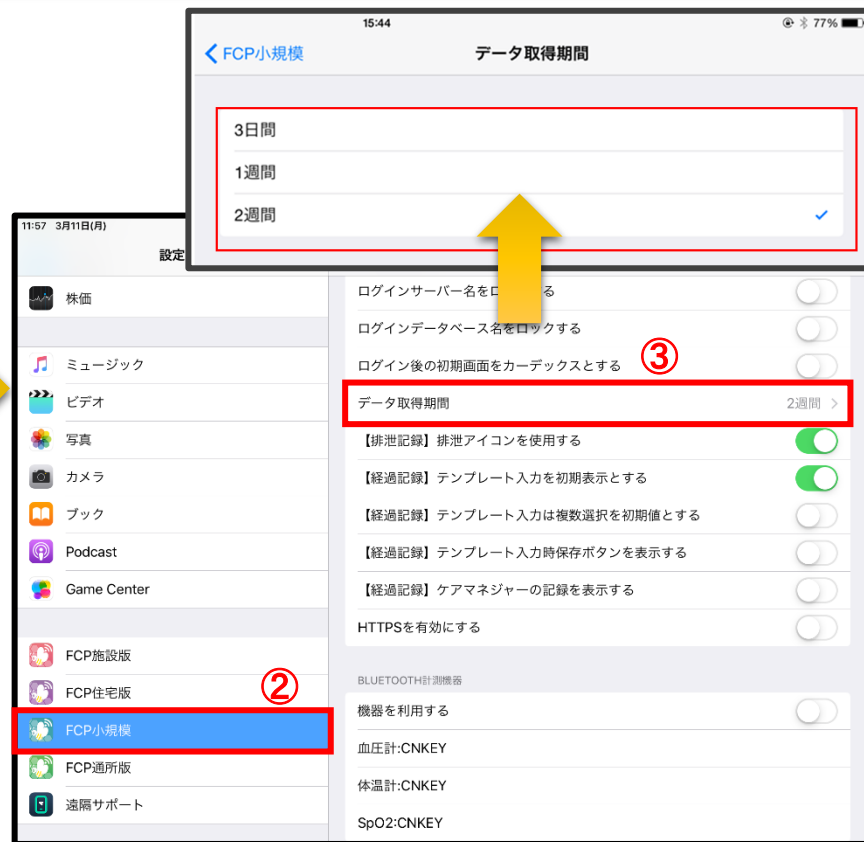 15:44
77%
FCP小規模
データ取得期間
3日間
1週間
2週間
11:57 3月11日(月)
設定
株価
ミュージック
ビデオ
写真
カメラ
ブック
Podcast
Game Center
FCP施設版
FCP住宅版
②
FCP小規模
FCP通所版
遠隔サポート
ログインサーバー名をロ る
ログインデータベース名をロックする
ログイン後の初期画面をカーデックスとする
③
データ取得期間 2週間
【排泄記録】排泄アイコンを使用する
【経過記録】テンプレート入力を初期表示とする
【経過記録】テンプレート入力は複数選択を初期値とする
【経過記録】テンプレート入力時保存ボタンを表示する
【経過記録】ケアマネジャーの記録を表示する
HTTPSを有効にする
BLUETOOTH計測機器
機器を利用する
血圧計:CNKEY
体温計:CNKEY
SpO2:CNKEY